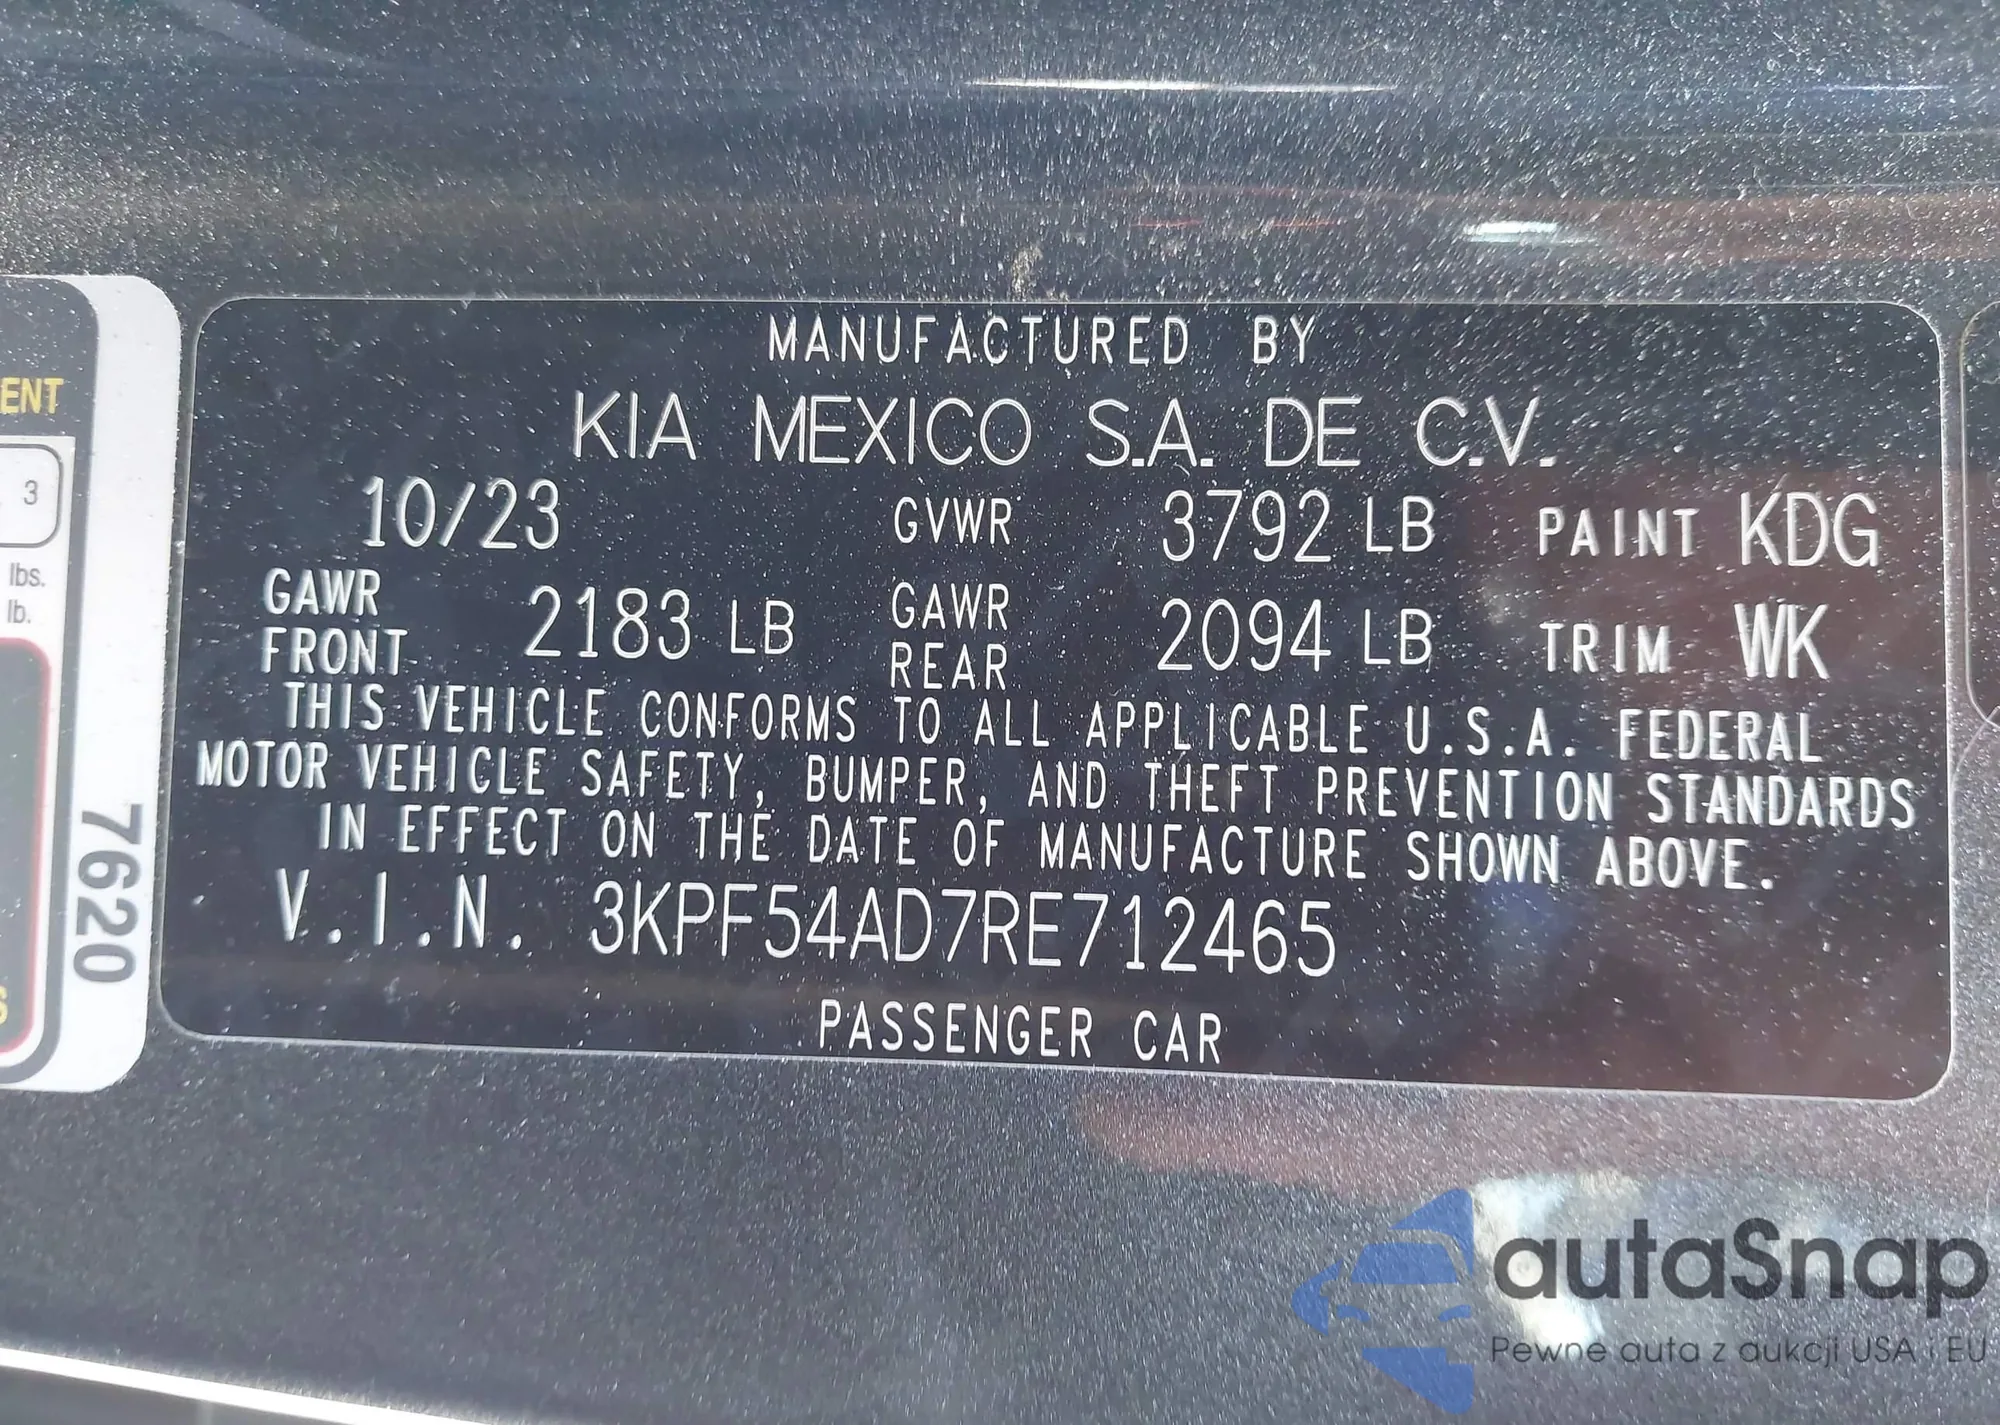 MANUFACTURED BY
KIA MEXICO S.A. DE C.V.
10/23 GVWR 3792 LB PAINT KDG
GAWR FRONT 2183 LB GAWR REAR 2094 LB TRIM WK
THIS VEHICLE CONFORMS TO ALL APPLICABLE U.S.A. FEDERAL
MOTOR VEHICLE SAFETY, BUMPER, AND THEFT PREVENTION STANDARDS
IN EFFECT ON THE DATE OF MANUFACTURE SHOWN ABOVE.
V.I.N. 3KPF54AD7RE712465
PASSENGER CAR
ENT
3
lbs.
lb.
S
7620
autaSnap
Pewne auta z aukcji USA i EU